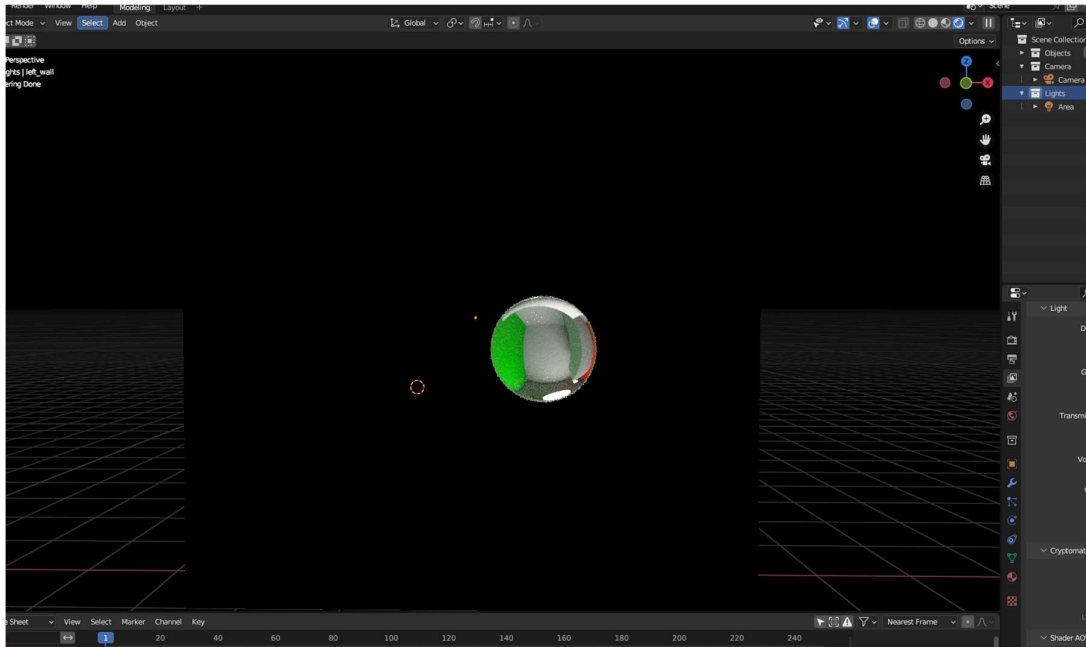 Render Window Help Modeling Layout + Scene
ect Mode View Select Add Object Global
Options
Perspective
ghts | left_wall
ering Done
Z
X
Scene Collection
Objects
Camera
Camera
Lights
Area
Light
D
G
Transmi
Vo
Cryptomat
Shader AO
e Sheet View Select Marker Channel Key Nearest Frame
1 20 40 60 80 100 120 140 160 180 200 220 240